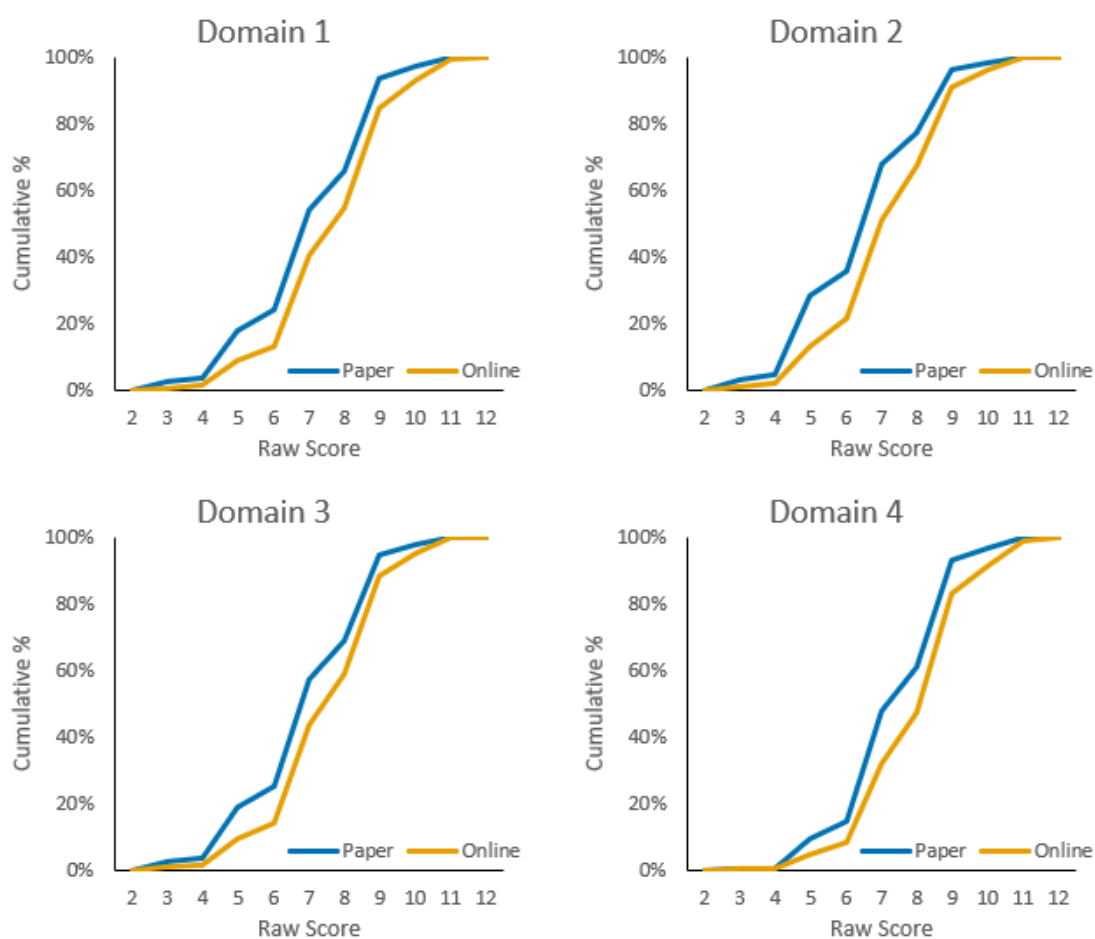 Domain 1
100%
80%
60%
40%
20%
0%
Cumulative %
Paper Online
2 3 4 5 6 7 8 9 10 11 12
Raw Score
Domain 2
100%
80%
60%
40%
20%
0%
Cumulative %
Paper Online
2 3 4 5 6 7 8 9 10 11 12
Raw Score
Domain 3
100%
80%
60%
40%
20%
0%
Cumulative %
Paper Online
2 3 4 5 6 7 8 9 10 11 12
Raw Score
Domain 4
100%
80%
60%
40%
20%
0%
Cumulative %
Paper Online
2 3 4 5 6 7 8 9 10 11 12
Raw Score